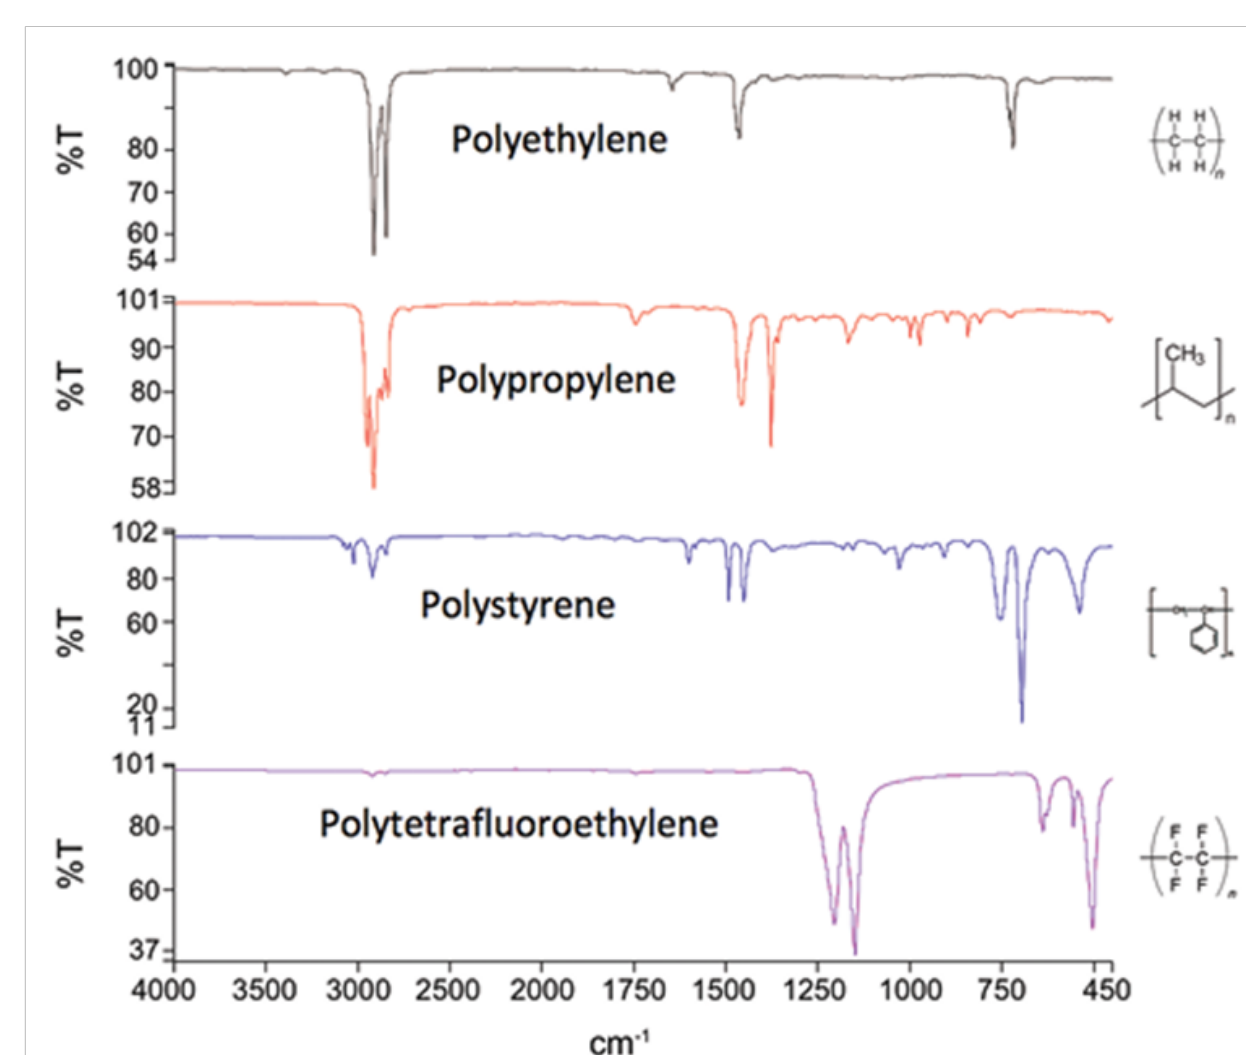 100
80
70
60
54
%T
Polyethylene
H H
C C
H H
n
101
90
80
70
58
%T
Polypropylene
CH3
n
102
80
60
20
11
%T
Polystyrene
101
80
60
37
%T
Polytetrafluoroethylene
F F
C C
F F
n
4000 3500 3000 2500 2000 1750 1500 1250 1000 750 450
cm-1